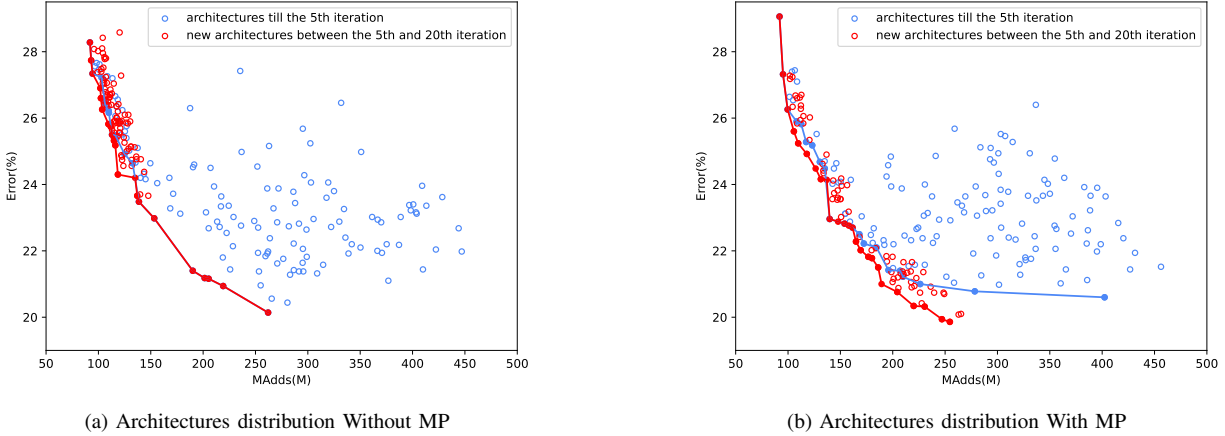 architectures till the 5th iteration
new architectures between the 5th and 20th iteration
28
26
24
22
20
Error(%)
50 100 150 200 250 300 350 400 450 500
MAdds(M)
(a) Architectures distribution Without MP
architectures till the 5th iteration
new architectures between the 5th and 20th iteration
28
26
24
22
20
Error(%)
50 100 150 200 250 300 350 400 450 500
MAdds(M)
(b) Architectures distribution With MP